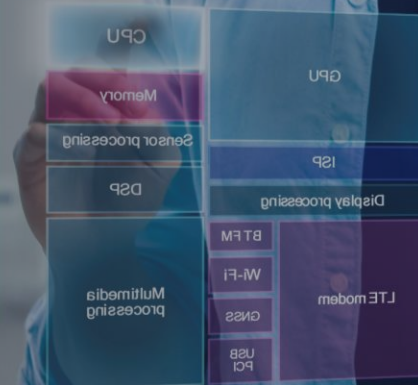 CPU
Memory
Sensor processing
DSP
Multimedia
processing
GPU
ISP
Display processing
BT FM
Wi-Fi
GNSS
USB
PCI
LTE modem